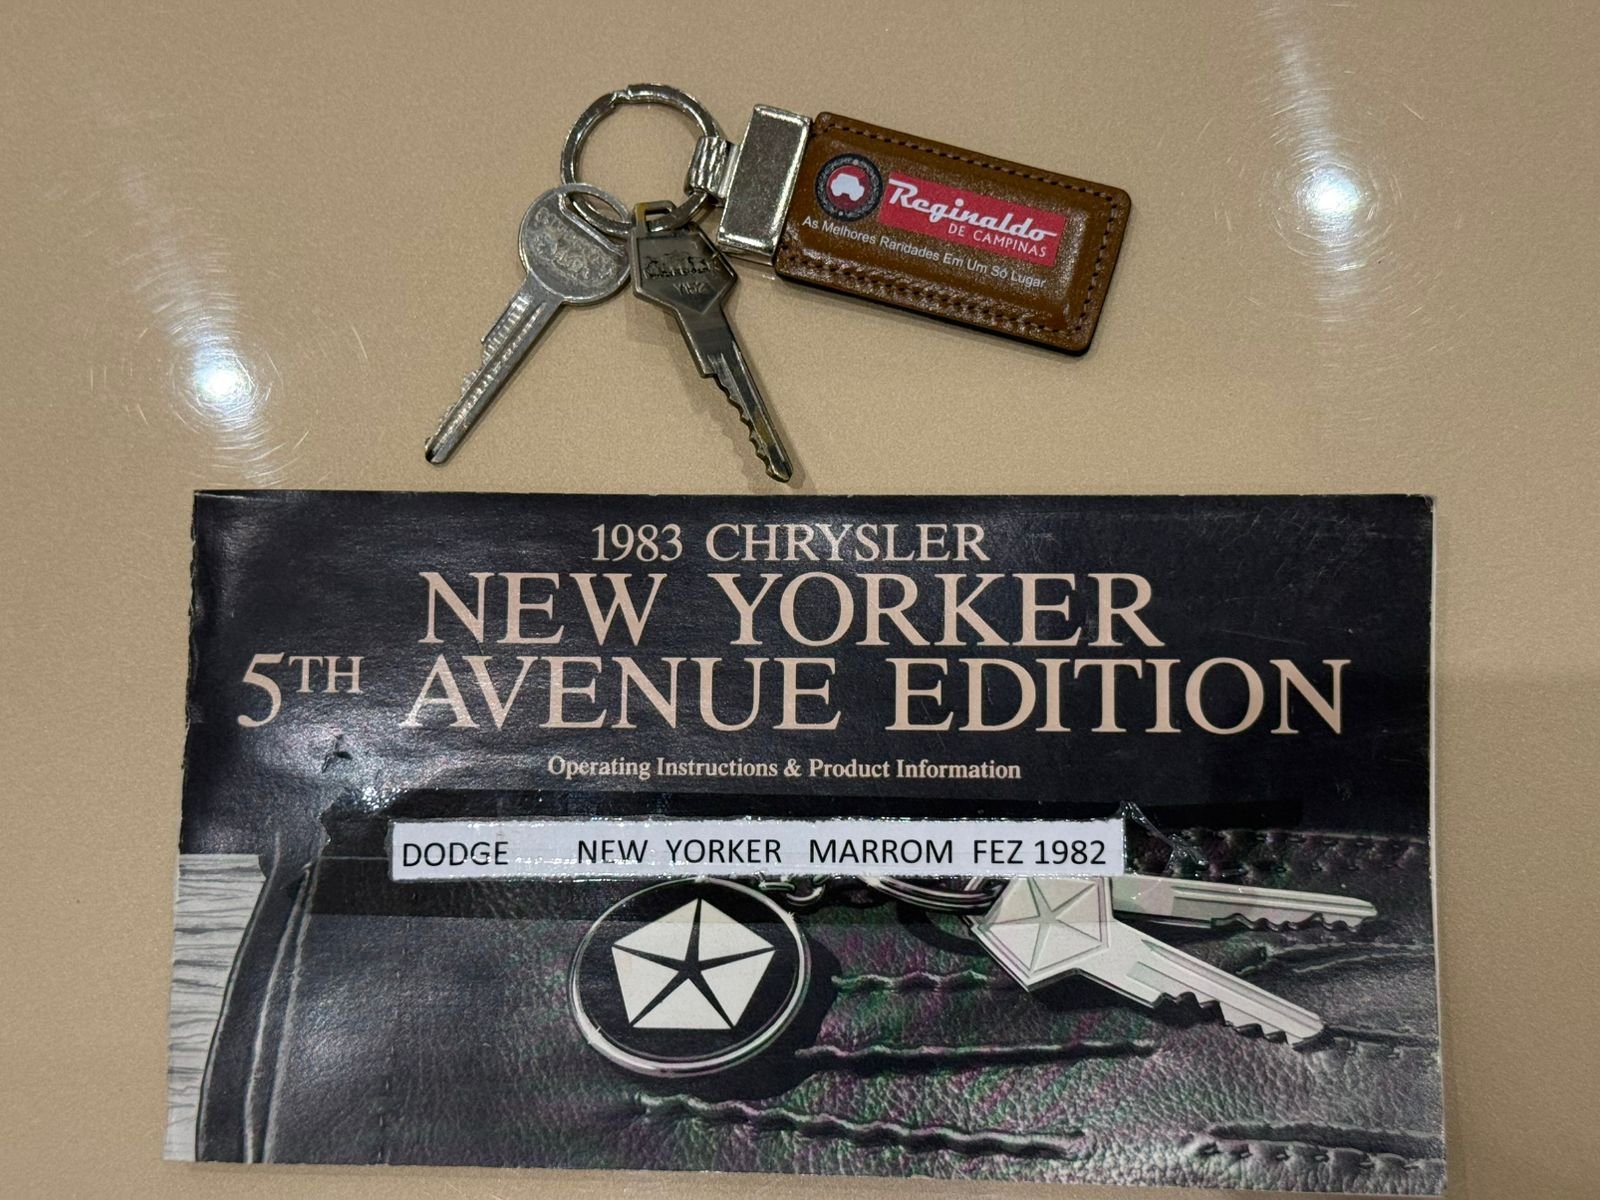 Reginaldo
DE CAMPINAS
As Melhores Raridades Em Um Só Lugar
1983 CHRYSLER
NEW YORKER
5TH AVENUE EDITION
Operating Instructions & Product Information
DODGE NEW YORKER MARROM FEZ 1982